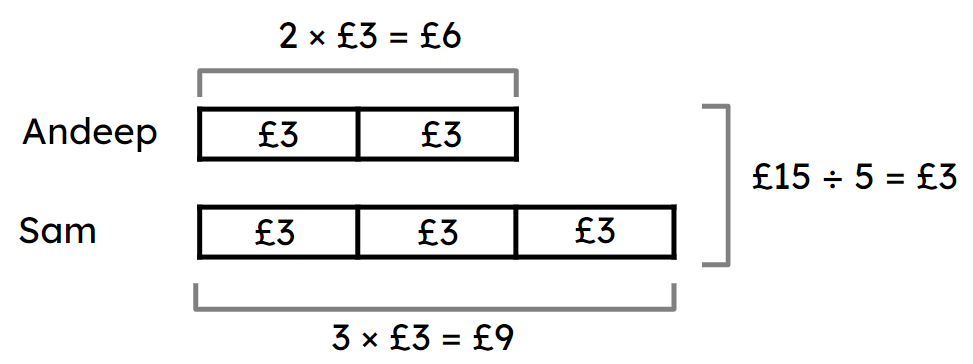 2 × £3 = £6
Andeep £3 £3
£15 ÷ 5 = £3
Sam £3 £3 £3
3 × £3 = £9